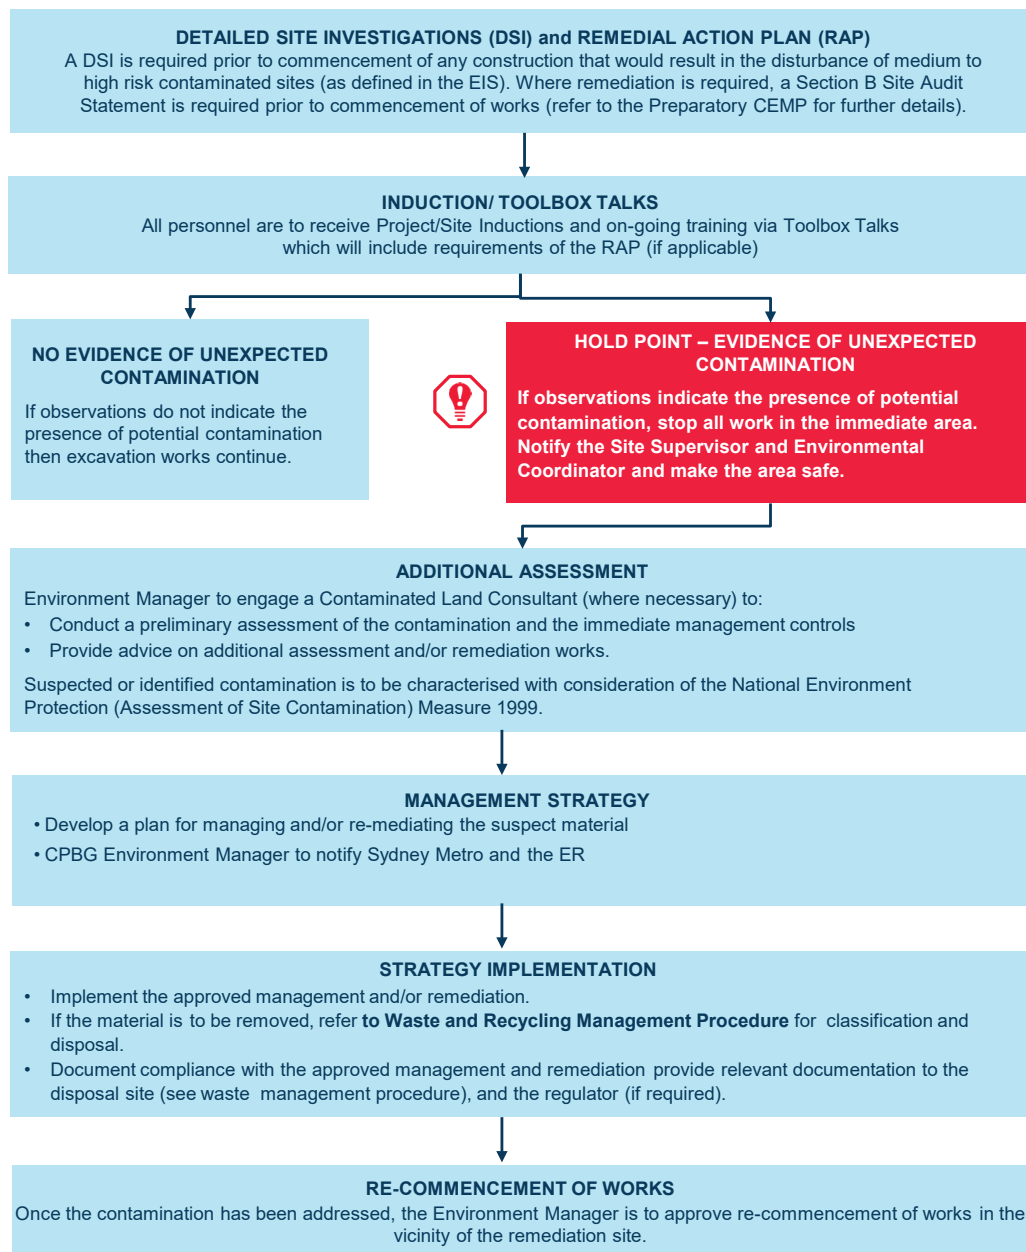 DETAILED SITE INVESTIGATIONS (DSI) and REMEDIAL ACTION PLAN (RAP)
A DSI is required prior to commencement of any construction that would result in the disturbance of medium to
high risk contaminated sites (as defined in the EIS). Where remediation is required, a Section B Site Audit
Statement is required prior to commencement of works (refer to the Preparatory CEMP for further details).
INDUCTION/ TOOLBOX TALKS
All personnel are to receive Project/Site Inductions and on-going training via Toolbox Talks
which will include requirements of the RAP (if applicable)
NO EVIDENCE OF UNEXPECTED
CONTAMINATION
If observations do not indicate the
presence of potential contamination
then excavation works continue.
HOLD POINT – EVIDENCE OF UNEXPECTED
CONTAMINATION
If observations indicate the presence of potential
contamination, stop all work in the immediate area.
Notify the Site Supervisor and Environmental
Coordinator and make the area safe.
ADDITIONAL ASSESSMENT
Environment Manager to engage a Contaminated Land Consultant (where necessary) to:
• Conduct a preliminary assessment of the contamination and the immediate management controls
• Provide advice on additional assessment and/or remediation works.
Suspected or identified contamination is to be characterised with consideration of the National Environment
Protection (Assessment of Site Contamination) Measure 1999.
MANAGEMENT STRATEGY
• Develop a plan for managing and/or re-mediating the suspect material
• CPBG Environment Manager to notify Sydney Metro and the ER
STRATEGY IMPLEMENTATION
• Implement the approved management and/or remediation.
• If the material is to be removed, refer to Waste and Recycling Management Procedure for classification and
disposal.
• Document compliance with the approved management and remediation provide relevant documentation to the
disposal site (see waste management procedure), and the regulator (if required).
RE-COMMENCEMENT OF WORKS
Once the contamination has been addressed, the Environment Manager is to approve re-commencement of works in the
vicinity of the remediation site.